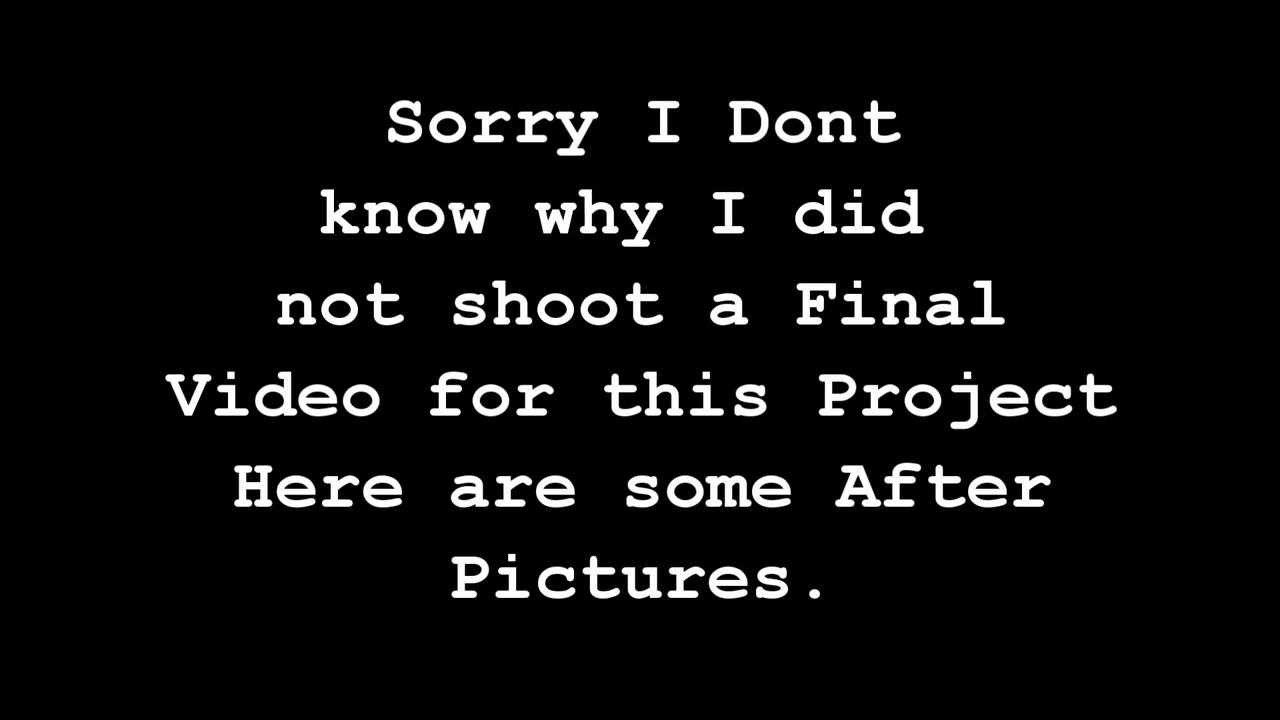 Sorry I Dont
know why I did
not shoot a Final
Video for this Project
Here are some After
Pictures.